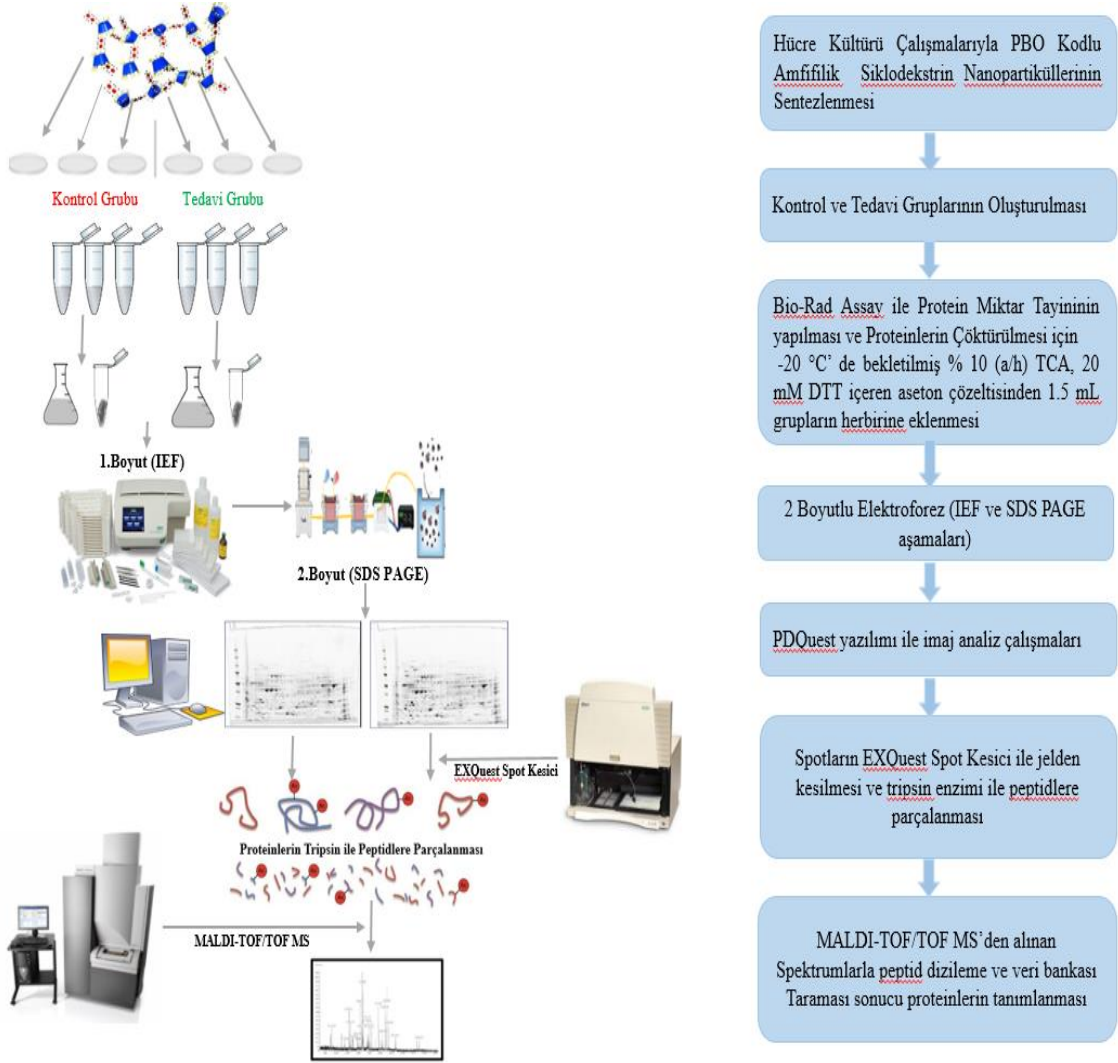 Kontrol Grubu
Tedavi Grubu
1.Boyut (IEF)
2.Boyut (SDS PAGE)
EXQuest Spot Kesici
Proteinlerin Tripsin ile Peptidlere Parçalanması
MALDI-TOF/TOF MS
Hücre Kültürü Çalışmalarıyla PBO Kodlu
Amfifilik Siklodekstrin Nanopartiküllerinin
Sentezlenmesi
Kontrol ve Tedavi Gruplarının Oluşturulması
Bio-Rad Assay ile Protein Miktar Tayininin
yapılması ve Proteinlerin Çöktürülmesi için
-20 °C’ de bekletilmiş % 10 (a/h) TCA, 20
mM DTT içeren aseton çözeltisinden 1.5 mL
grupların herbirine eklenmesi
2 Boyutlu Elektroforez (IEF ve SDS PAGE
aşamaları)
PDQuest yazılımı ile imaj analiz çalışmaları
Spotların EXQuest Spot Kesici ile jelden
kesilmesi ve tripsin enzimi ile peptidlere
parçalanması
MALDI-TOF/TOF MS’den alınan
Spektrumlarla peptid dizileme ve veri bankası
Taraması sonucu proteinlerin tanımlanması